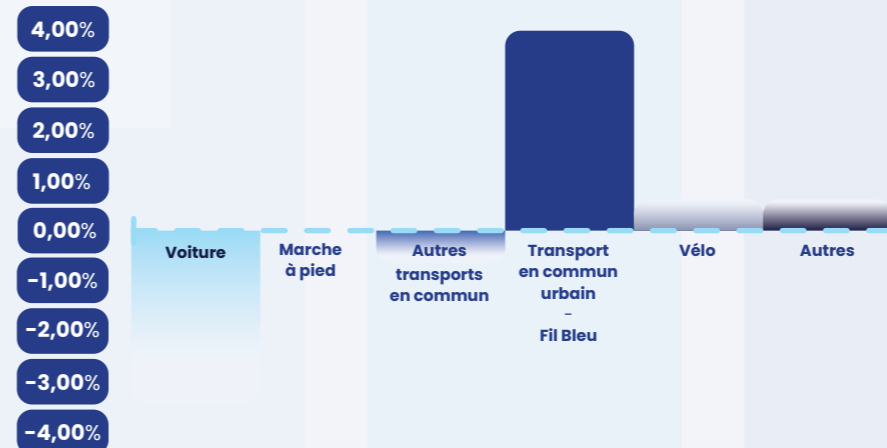 4,00%
3,00%
2,00%
1,00%
0,00%
-1,00%
-2,00%
-3,00%
-4,00%
Voiture
Marche
à pied
Autres
transports
en commun
Transport
en commun
urbain
-
Fil Bleu
Vélo
Autres